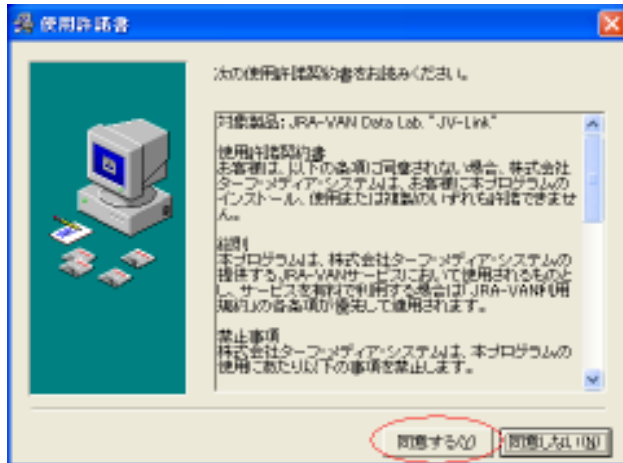 使用許諾書
次の使用許諾契約書をお読みください。
対象製品: JRA-VAN Data Lab. "JV-Link"
使用許諾契約書
お客様は、以下の条項に同意されない場合、株式会社
ターフ・メディア・システムは、お客様に本プログラムの
インストール、使用または複製のいずれも許諾できませ
ん。
総則
本プログラムは、株式会社ターフ・メディア・システムの
提供するJRA-VANサービスにおいて使用されるものと
し、サービスを有料で利用する場合は「JRA-VAN利用
規約」の各条項が優先して適用されます。
禁止事項
株式会社ターフ・メディア・システムは、本プログラムの
使用にあたり以下の事項を禁止します。
同意する(Y)
同意しない(N)